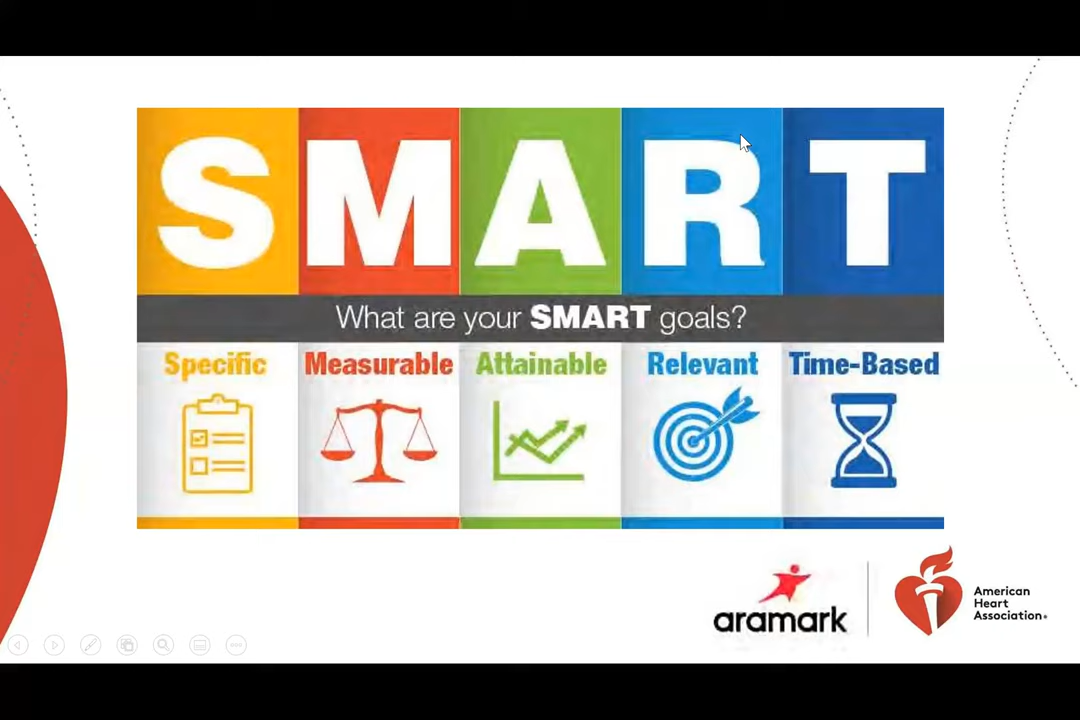 SMART
What are your SMART goals?
Specific Measurable Attainable Relevant Time-Based
aramark
American
Heart
Association®